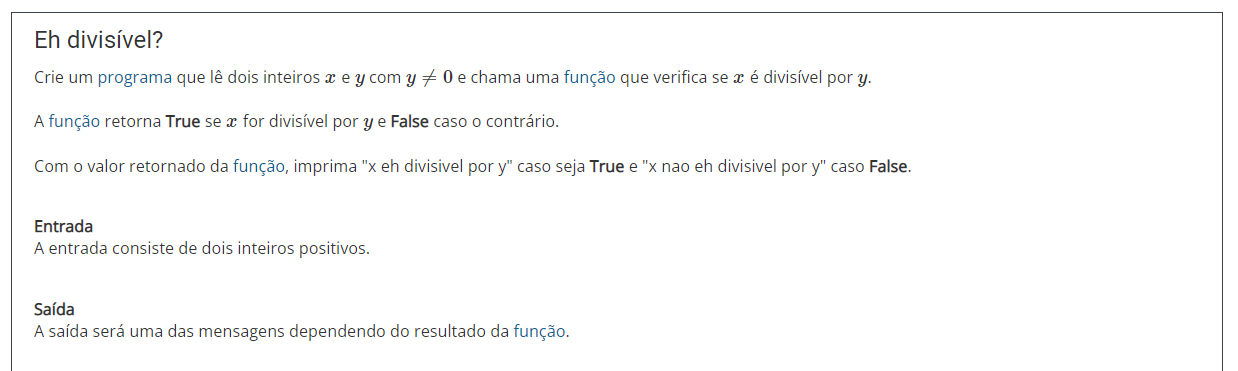 Eh divisível?
Crie um programa que lê dois inteiros x e y com y ≠ 0 e chama uma função que verifica se x é divisível por y.
A função retorna True se x for divisível por y e False caso o contrário.
Com o valor retornado da função, imprima "x eh divisivel por y" caso seja True e "x nao eh divisivel por y" caso False.
Entrada
A entrada consiste de dois inteiros positivos.
Saída
A saída será uma das mensagens dependendo do resultado da função.